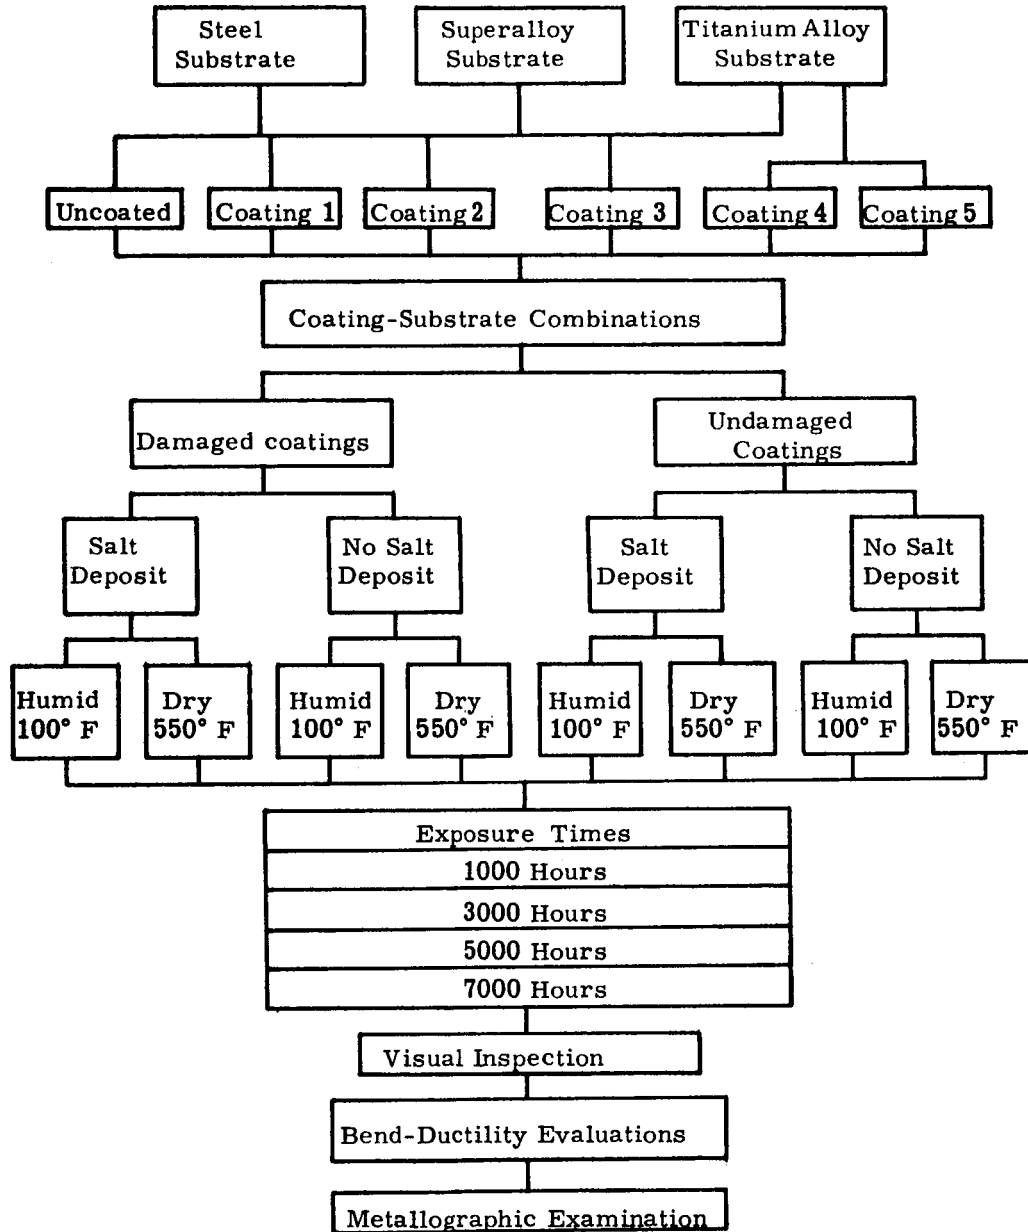 Steel
Substrate
Superalloy
Substrate
Titanium Alloy
Substrate
Uncoated
Coating 1
Coating 2
Coating 3
Coating 4
Coating 5
Coating-Substrate Combinations
Damaged coatings
Undamaged
Coatings
Salt
Deposit
No Salt
Deposit
Salt
Deposit
No Salt
Deposit
Humid
100° F
Dry
550° F
Humid
100° F
Dry
550° F
Humid
100° F
Dry
550° F
Humid
100° F
Dry
550° F
Exposure Times
1000 Hours
3000 Hours
5000 Hours
7000 Hours
Visual Inspection
Bend-Ductility Evaluations
Metallographic Examination